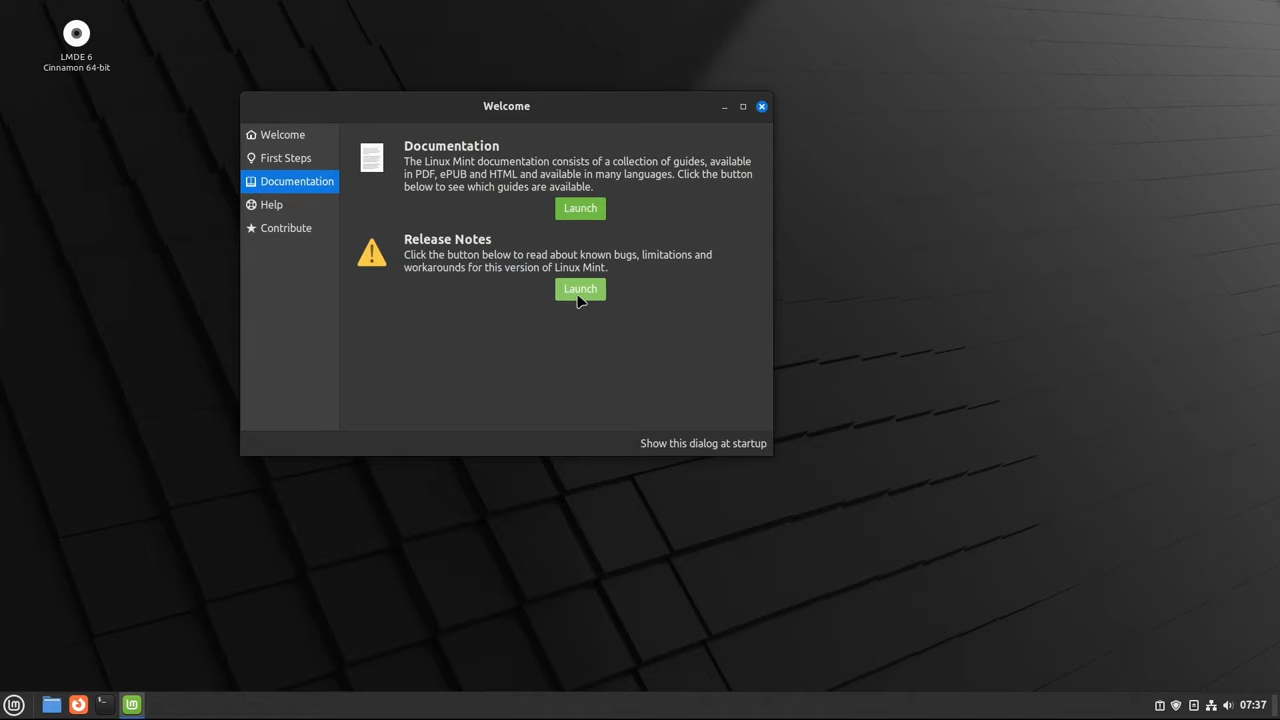 LMDE 6
Cinnamon 64-bit
Welcome
Welcome
First Steps
Documentation
Help
Contribute
Documentation
The Linux Mint documentation consists of a collection of guides, available
in PDF, ePUB and HTML and available in many languages. Click the button
below to see which guides are available.
Launch
Release Notes
Click the button below to read about known bugs, limitations and
workarounds for this version of Linux Mint.
Launch
Show this dialog at startup
07:37